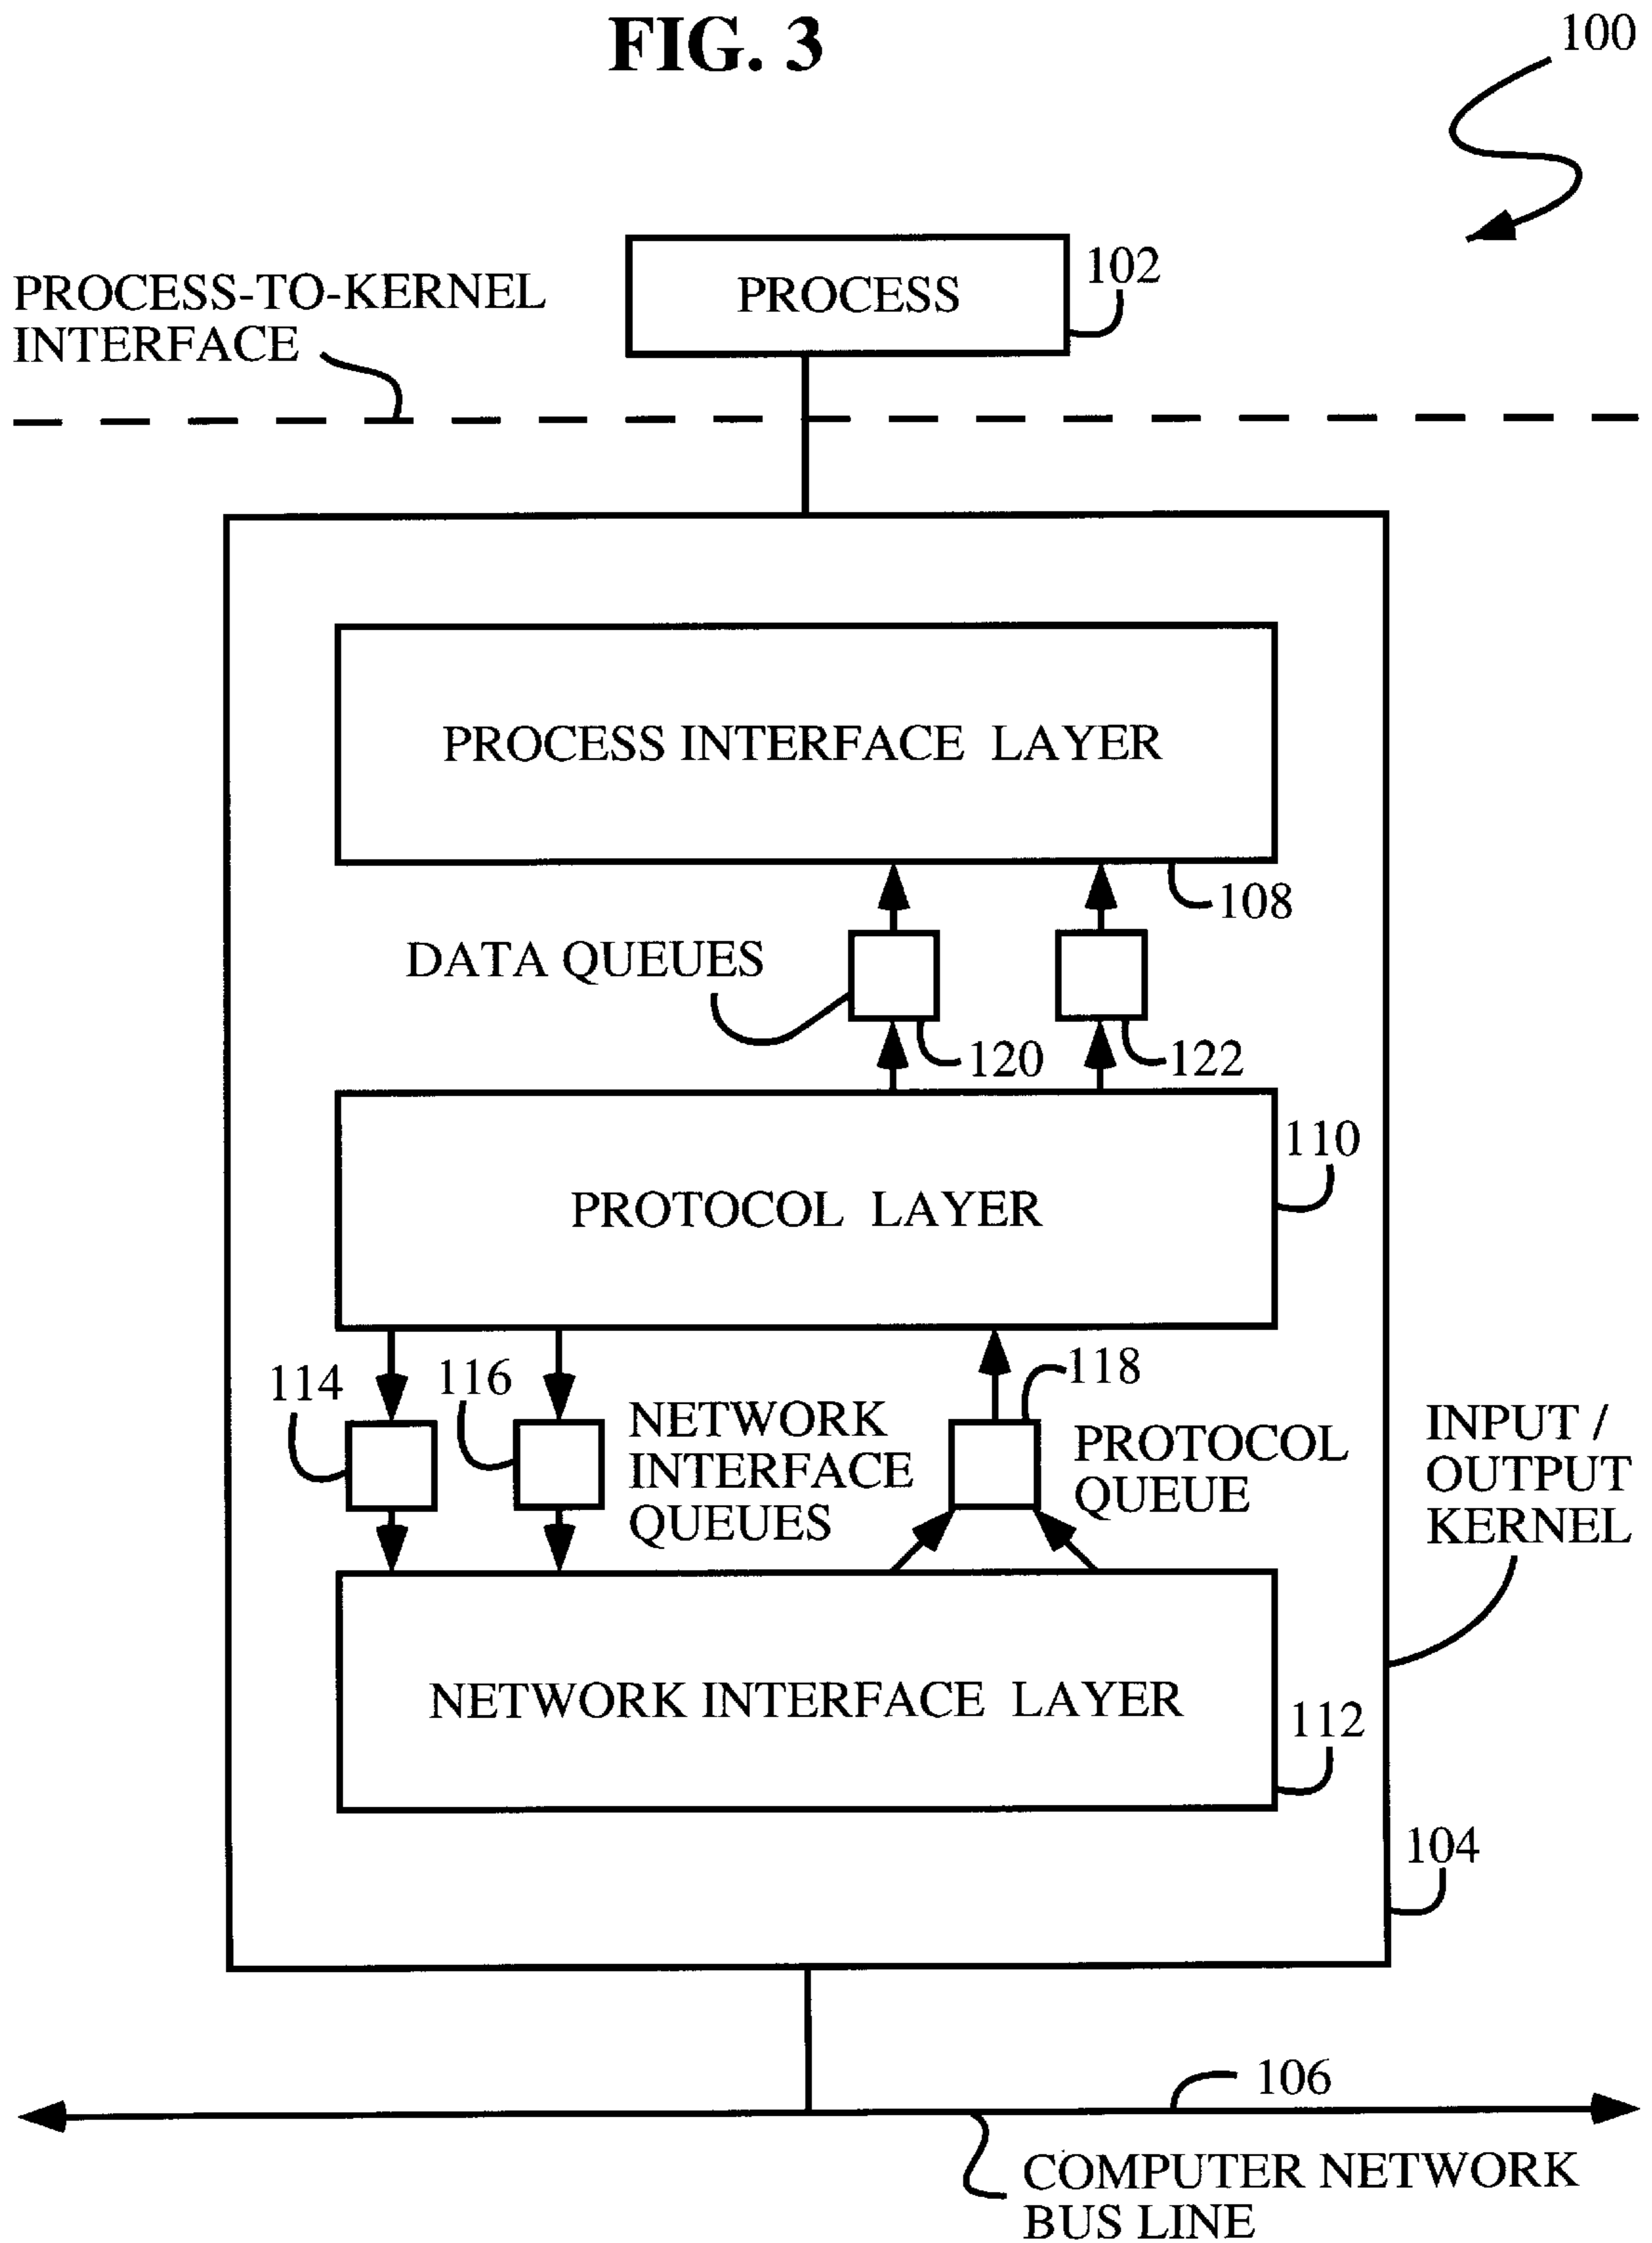 FIG. 3
100
PROCESS
102
PROCESS-TO-KERNEL
INTERFACE
PROCESS INTERFACE LAYER
108
DATA QUEUES
120
122
110
PROTOCOL LAYER
114
116
118
NETWORK
INTERFACE
QUEUES
PROTOCOL
QUEUE
INPUT /
OUTPUT
KERNEL
NETWORK INTERFACE LAYER
112
104
106
COMPUTER NETWORK
BUS LINE